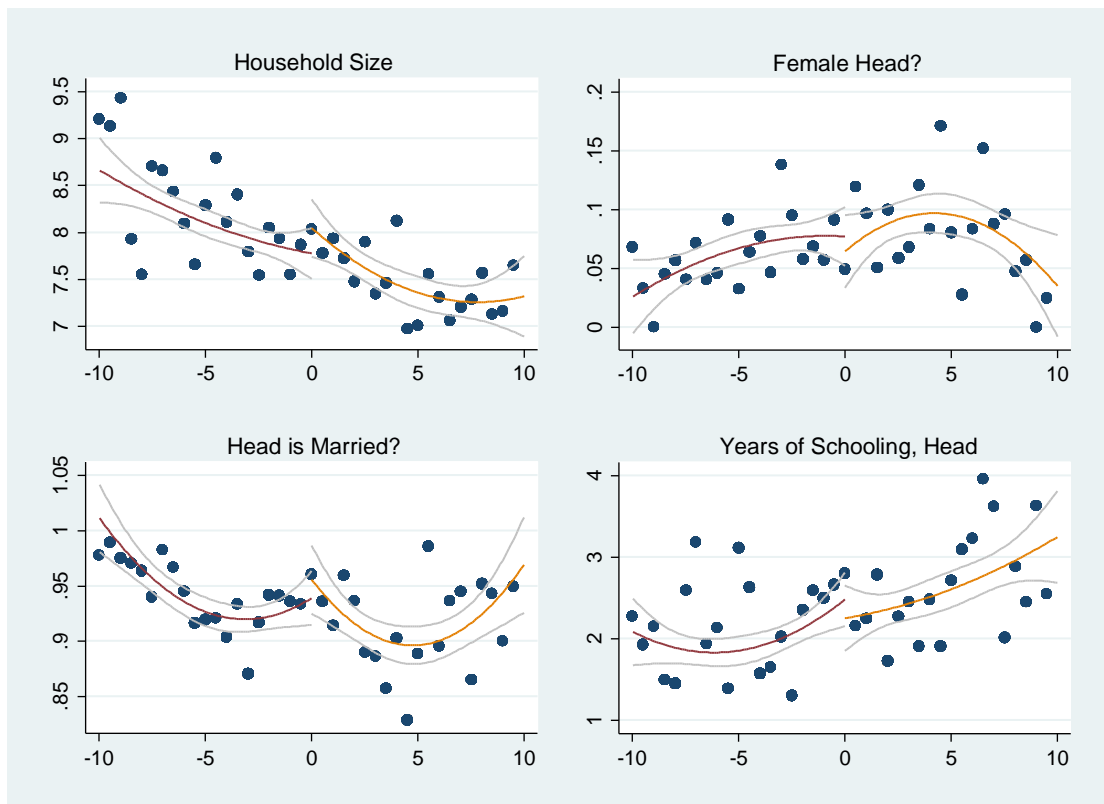 Household Size
9.5
9
8.5
8
7.5
7
-10 -5 0 5 10
Female Head?
.2
.15
.1
.05
0
-10 -5 0 5 10
Head is Married?
1.05
1
.95
.9
.85
-10 -5 0 5 10
Years of Schooling, Head
4
3
2
1
-10 -5 0 5 10